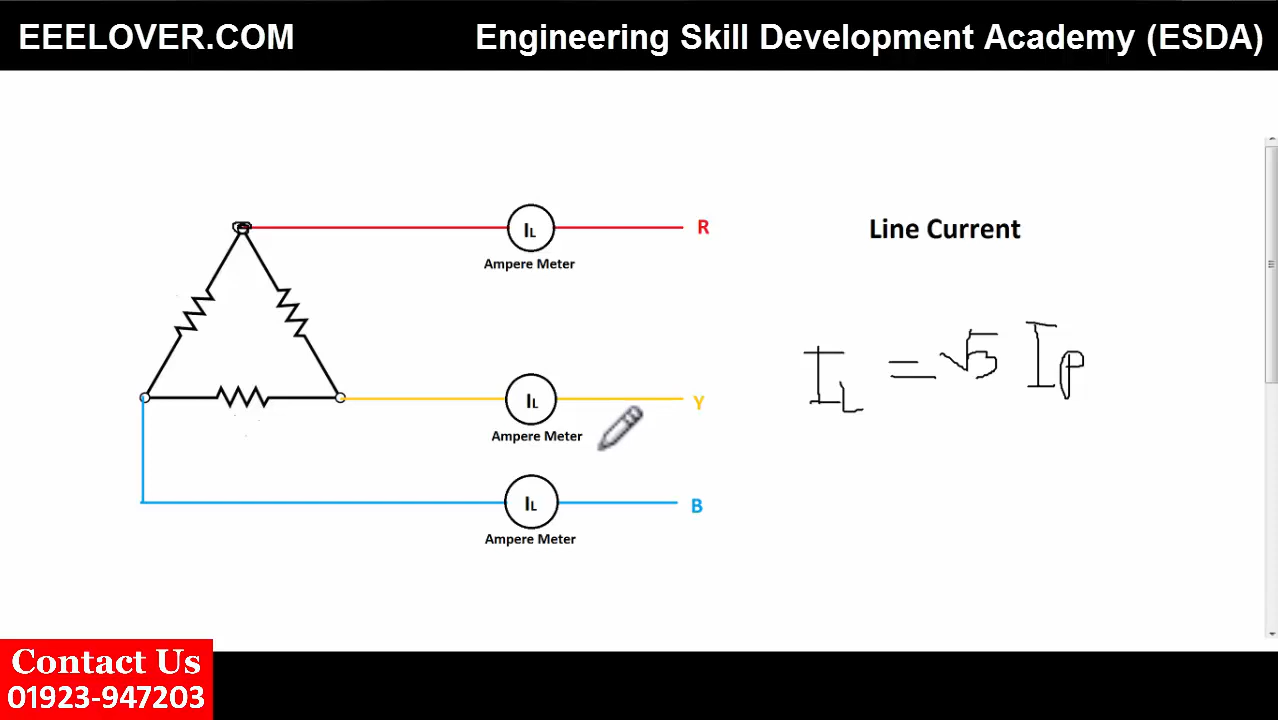 EEELOVER.COM
Engineering Skill Development Academy (ESDA)
IL
R
Ampere Meter
Line Current
IL = √3 IP
IL
Y
Ampere Meter
IL
B
Ampere Meter
Contact Us
01923-947203